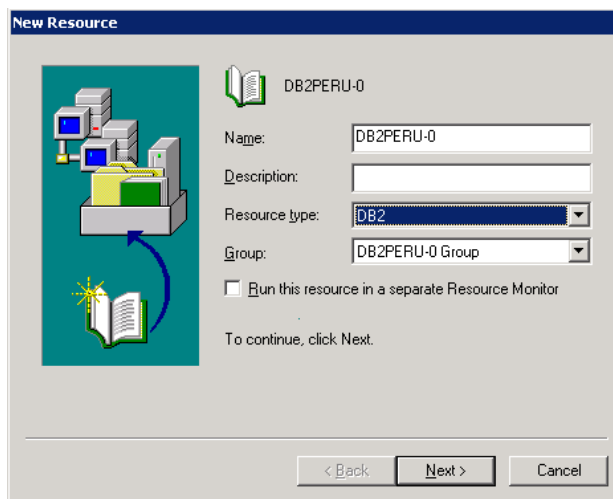 New Resource
DB2PERU-0
Name: DB2PERU-0
Description:
Resource type: DB2
Group: DB2PERU-0 Group
Run this resource in a separate Resource Monitor
To continue, click Next.
< Back Next > Cancel